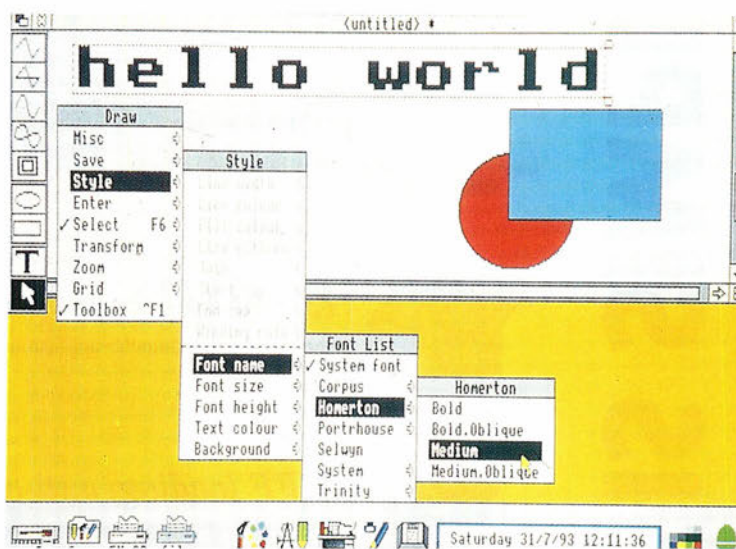 <untitled> *
hello world
Draw
Misc
Save
Style
Enter
✓Select F6
Transform
Zoom
Grid
✓Toolbox ^F1
Style
Font name
Font size
Font height
Text colour
Background
Font List
✓System font
Corpus
Homerton
Portrhouse
Selwyn
System
Trinity
Homerton
Bold
Bold.Oblique
Medium
Medium.Oblique
T
Saturday 31/7/93 12:11:36